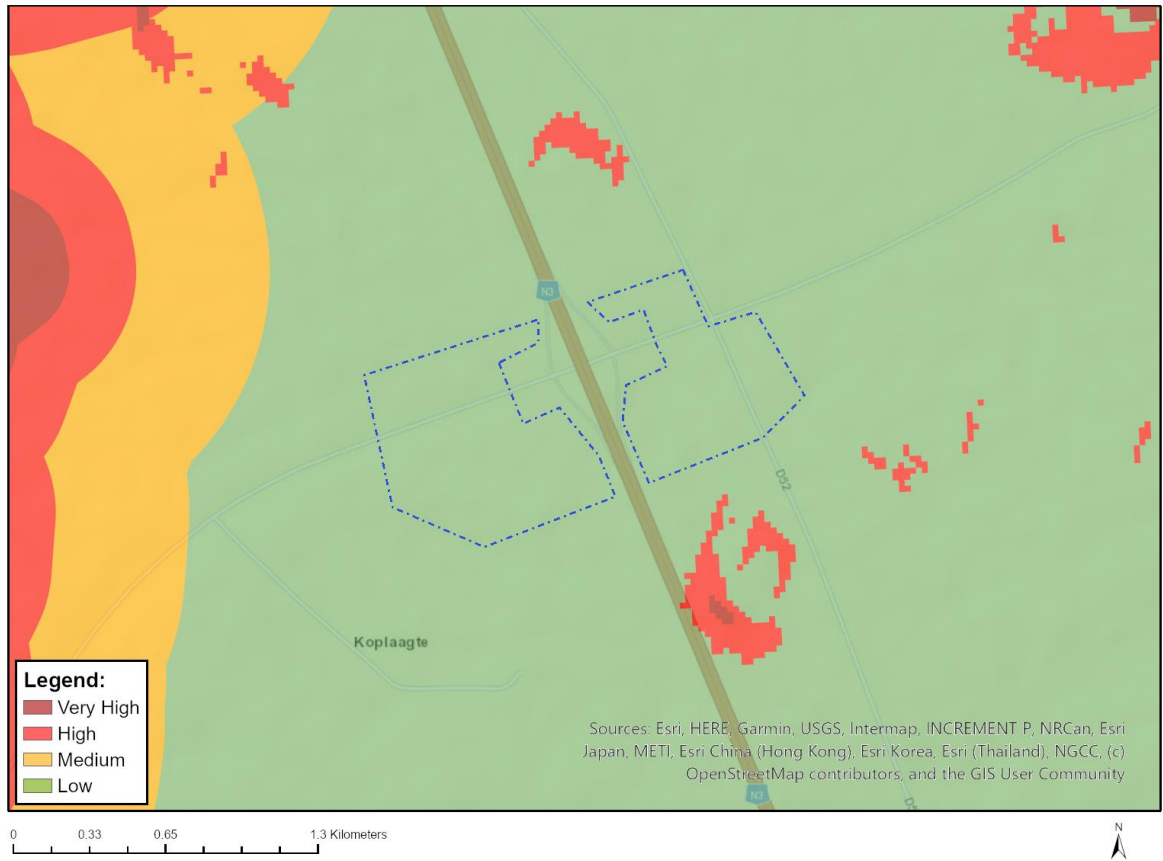 N3
D52
Koplaagte
Legend:
Very High
High
Medium
Low
Sources: Esri, HERE, Garmin, USGS, Intermap, INCREMENT P, NRCan, Esri
Japan, METI, Esri China (Hong Kong), Esri Korea, Esri (Thailand), NGCC, (c)
OpenStreetMap contributors, and the GIS User Community
N3
0 0.33 0.65 1.3 Kilometers
N